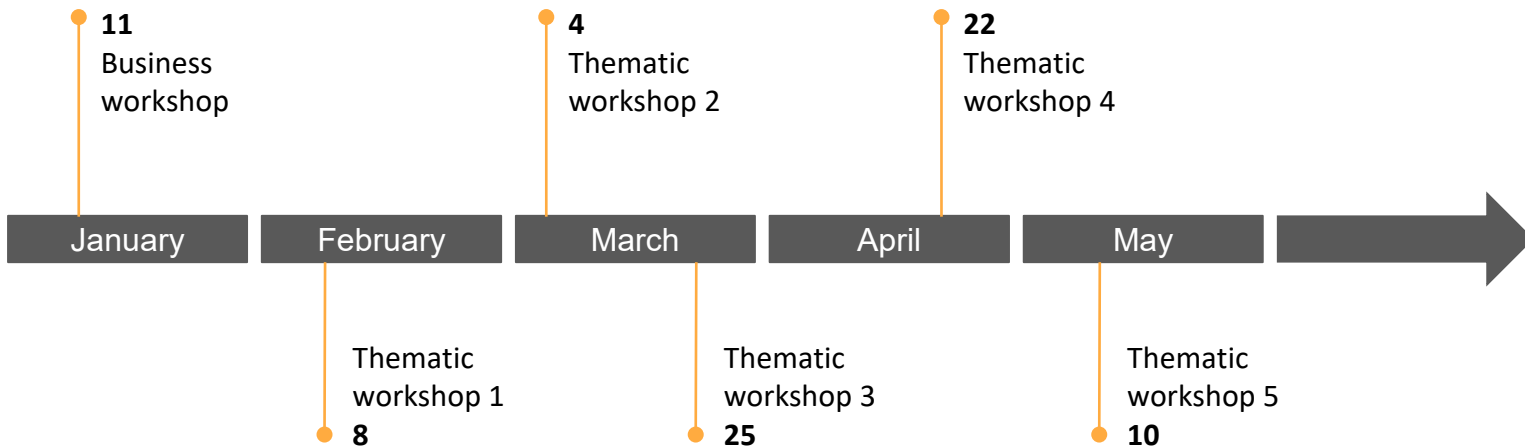 11
Business
workshop
4
Thematic
workshop 2
22
Thematic
workshop 4
January
February
March
April
May
Thematic
workshop 1
8
Thematic
workshop 3
25
Thematic
workshop 5
10